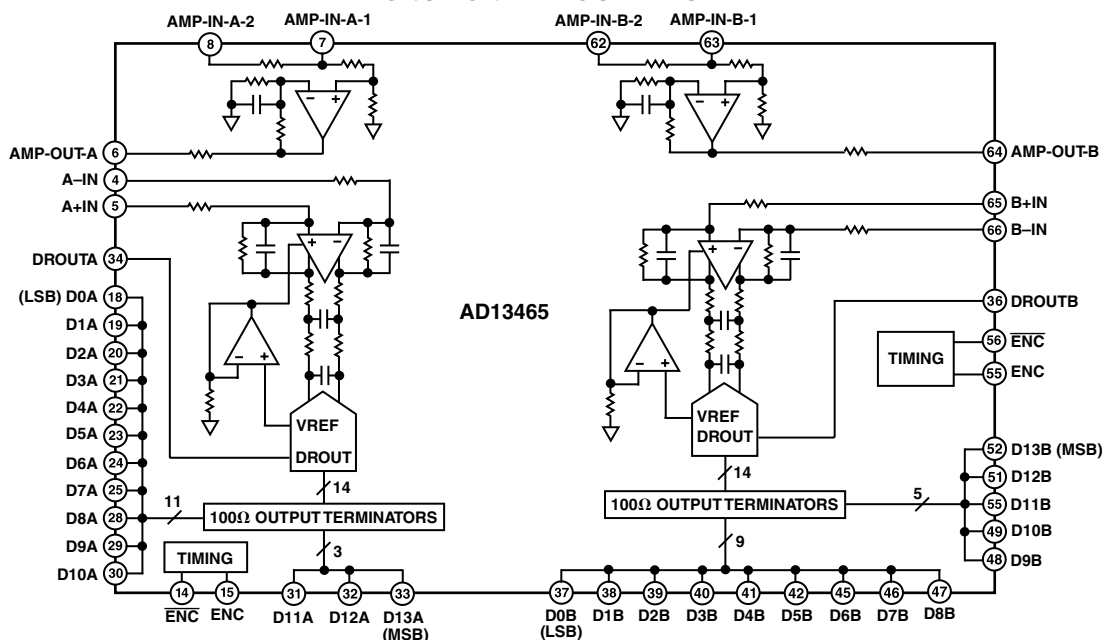 AMP-IN-A-2
AMP-IN-A-1
AMP-IN-B-2
AMP-IN-B-1
8
7
62
63
–
+
–
+
AMP-OUT-A
6
64
AMP-OUT-B
A–IN
4
A+IN
5
65
B+IN
66
B–IN
+
–
+
–
DROUTA
34
36
DROUTB
(LSB) D0A
18
AD13465
D1A
19
D2A
20
D3A
21
D4A
22
D5A
23
D6A
24
D7A
25
D8A
28
D9A
29
D10A
30
–
+
–
+
TIMING
56
ENC
55
ENC
VREF
DROUT
VREF
DROUT
52
D13B (MSB)
51
D12B
55
D11B
49
D10B
48
D9B
14
14
11
100Ω OUTPUT TERMINATORS
100Ω OUTPUT TERMINATORS
5
3
9
TIMING
14
15
31
32
33
37
38
39
40
41
42
45
46
47
ENC
ENC
D11A
D12A
D13A
(MSB)
D0B
(LSB)
D1B
D2B
D3B
D4B
D5B
D6B
D7B
D8B